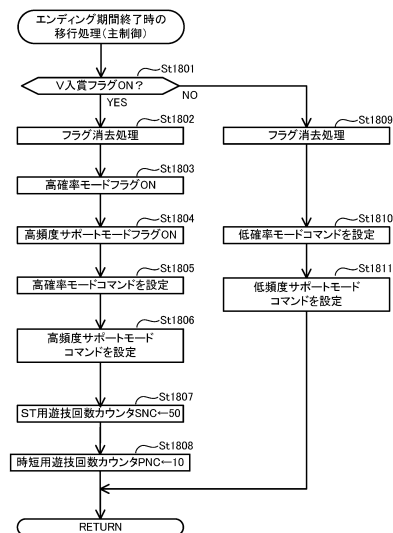 エンディング期間終了時の
移行処理(主制御)
St1801
V入賞フラグON?
YES
NO
St1802
フラグ消去処理
St1803
高確率モードフラグON
St1804
高頻度サポートモードフラグON
St1805
高確率モードコマンドを設定
St1806
高頻度サポートモード
コマンドを設定
St1807
ST用遊技回数カウンタSNC←50
St1808
時短用遊技回数カウンタPNC←10
St1809
フラグ消去処理
St1810
低確率モードコマンドを設定
St1811
低頻度サポートモード
コマンドを設定
RETURN